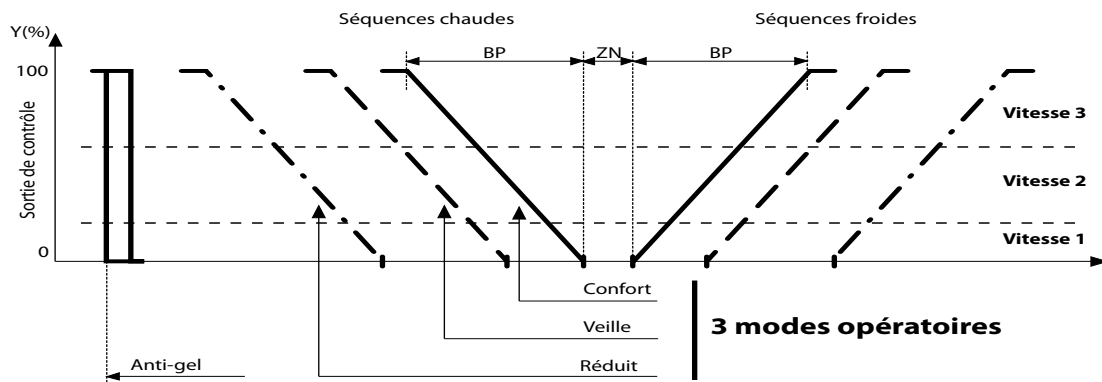 Séquences chaudes
Séquences froides
Y(%)
BP
ZN
BP
100
Sortie de contrôle
Vitesse 3
Vitesse 2
Vitesse 1
0
Confort
Veille
3 modes opératoires
Anti-gel
Réduit